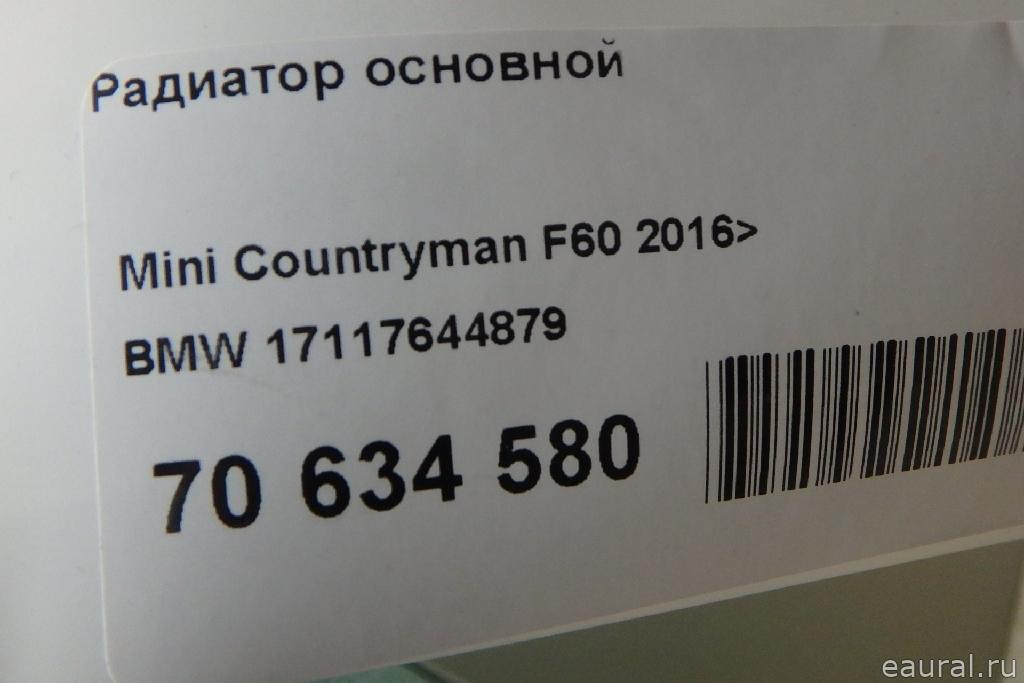 Радиатор основной
Mini Countryman F60 2016>
BMW 17117644879
70 634 580
eaural.ru